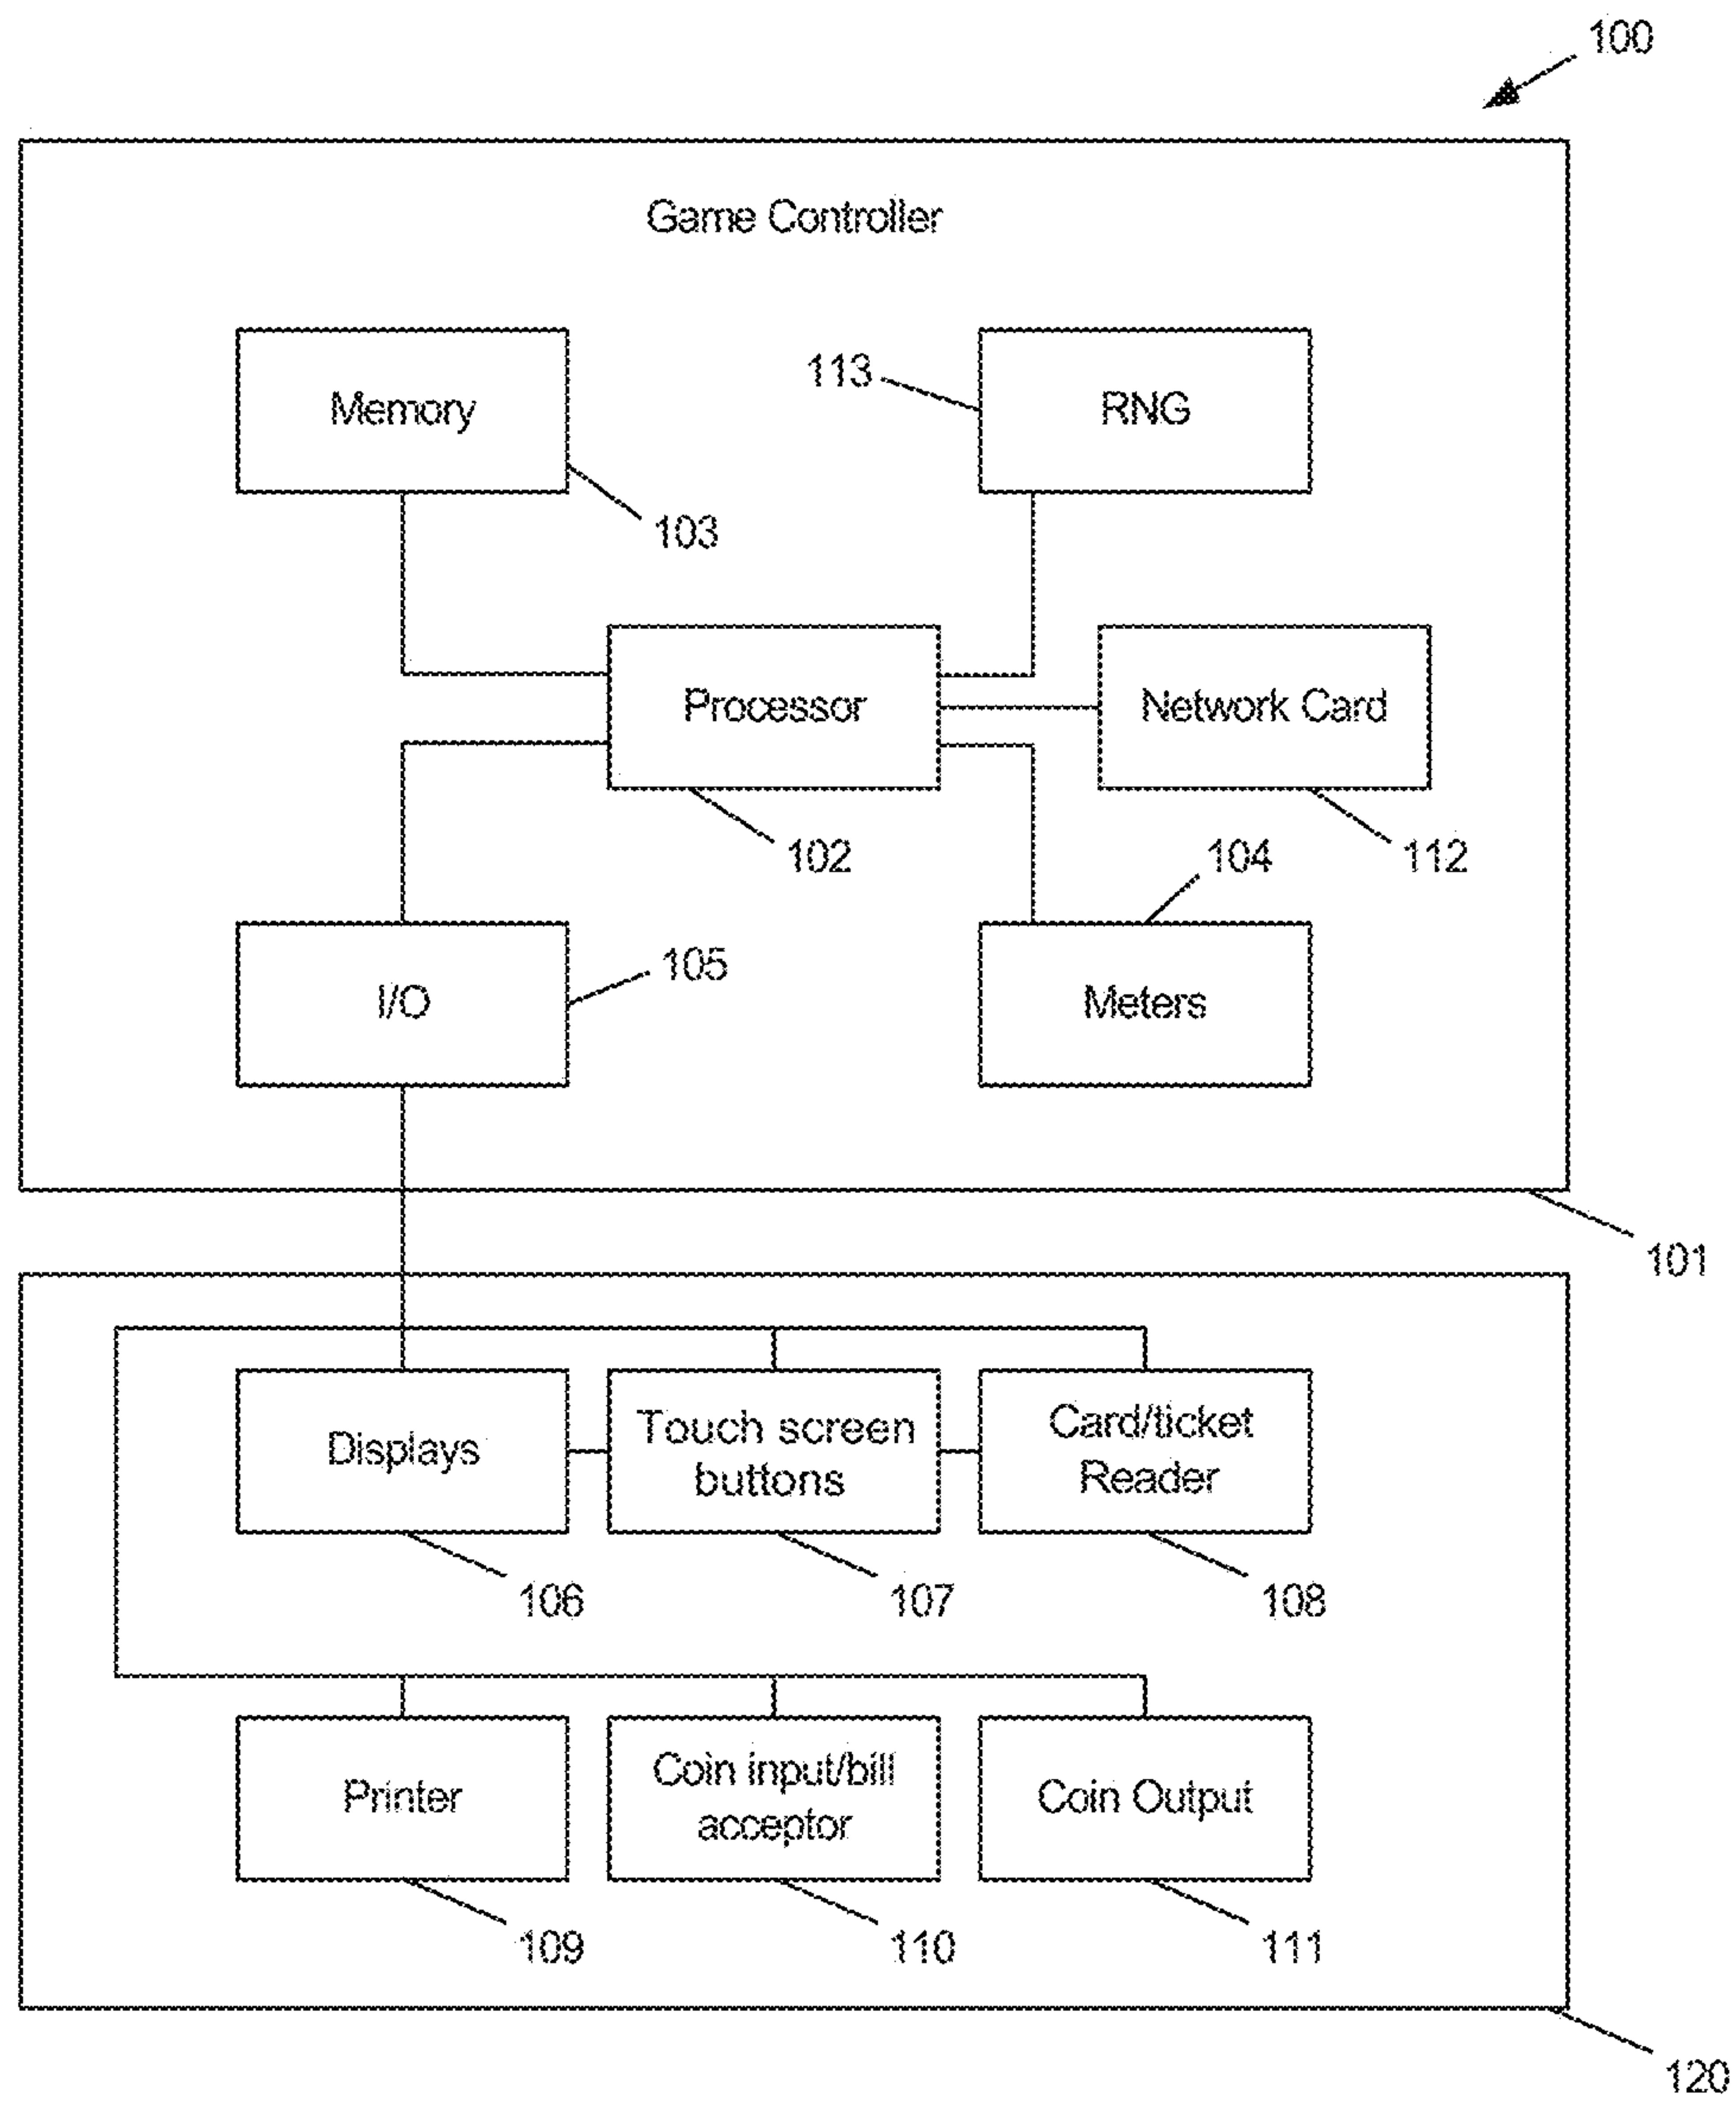 100
Game Controller
Memory
113
RNG
103
Processor
Network Card
102
104
112
105
I/O
Meters
101
Displays
Touch screen
buttons
Card/ticket
Reader
106
107
108
Printer
Coin input/bill
acceptor
Coin Output
109
110
111
120